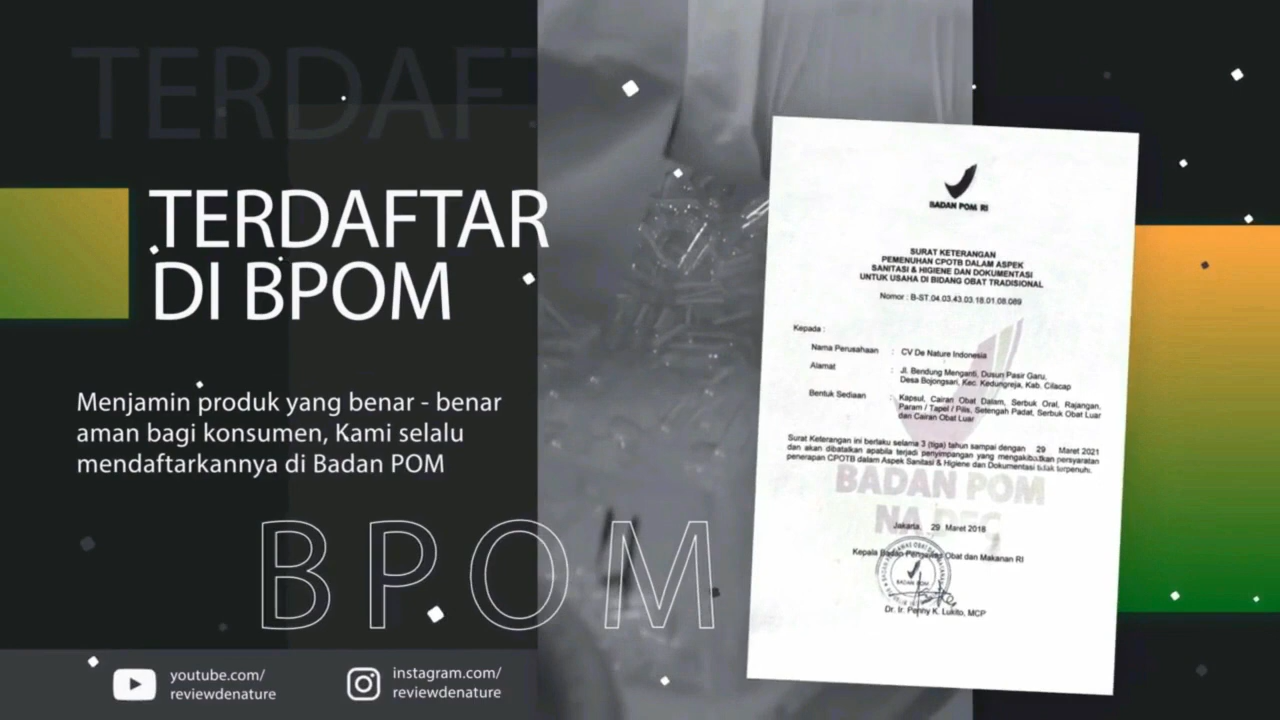 TERDAFT
TERDAFTAR
DI BPOM
Menjamin produk yang benar - benar
aman bagi konsumen, Kami selalu
mendaftarkannya di Badan POM
BPOM
youtube.com/
reviewdenature
instagram.com/
reviewdenature
BADAN POM RI
SURAT KETERANGAN
PEMENUHAN CPOTB DALAM ASPEK
SANITASI & HIGIENE DAN DOKUMENTASI
UNTUK USAHA DI BIDANG OBAT TRADISIONAL
Nomor : B-ST.04.03.43.03.18.01.08.089
Kepada :
Nama Perusahaan : CV De Nature Indonesia
Alamat : Jl. Bendung Menganti, Dusun Pasir Garu,
Desa Bojongsari, Kec. Kedungreja, Kab. Cilacap
Bentuk Sediaan : Kapsul, Cairan Obat Dalam, Serbuk Oral, Rajangan,
Param / Tapel / Pilis, Setengah Padat, Serbuk Obat Luar
dan Cairan Obat Luar
Surat Keterangan ini berlaku selama 3 (tiga) tahun sampai dengan 29 Maret 2021
dan akan dibatalkan apabila terjadi penyimpangan yang mengakibatkan persyaratan
penerapan CPOTB dalam Aspek Sanitasi & Higiene dan Dokumentasi tidak terpenuhi.
BADAN POM
Jakarta, 29 Maret 2018
Kepala Badan Pengawas Obat dan Makanan RI
BADAN POM
Dr. Ir. Penny K. Lukito, MCP